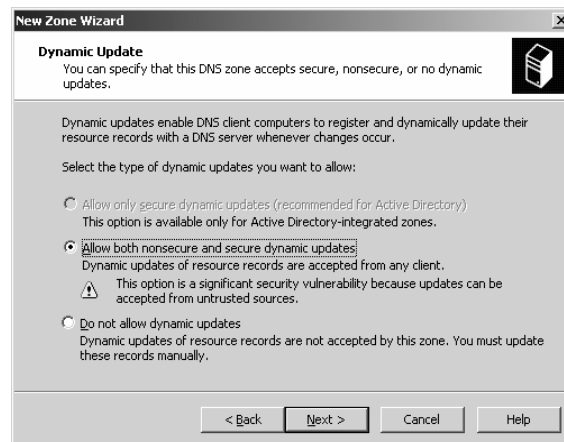 New Zone Wizard
Dynamic Update
You can specify that this DNS zone accepts secure, nonsecure, or no dynamic
updates.
Dynamic updates enable DNS client computers to register and dynamically update their
resource records with a DNS server whenever changes occur.
Select the type of dynamic updates you want to allow:
Allow only secure dynamic updates (recommended for Active Directory)
This option is available only for Active Directory-integrated zones.
Allow both nonsecure and secure dynamic updates
Dynamic updates of resource records are accepted from any client.
This option is a significant security vulnerability because updates can be
accepted from untrusted sources.
Do not allow dynamic updates
Dynamic updates of resource records are not accepted by this zone. You must update
these records manually.
< Back Next > Cancel Help